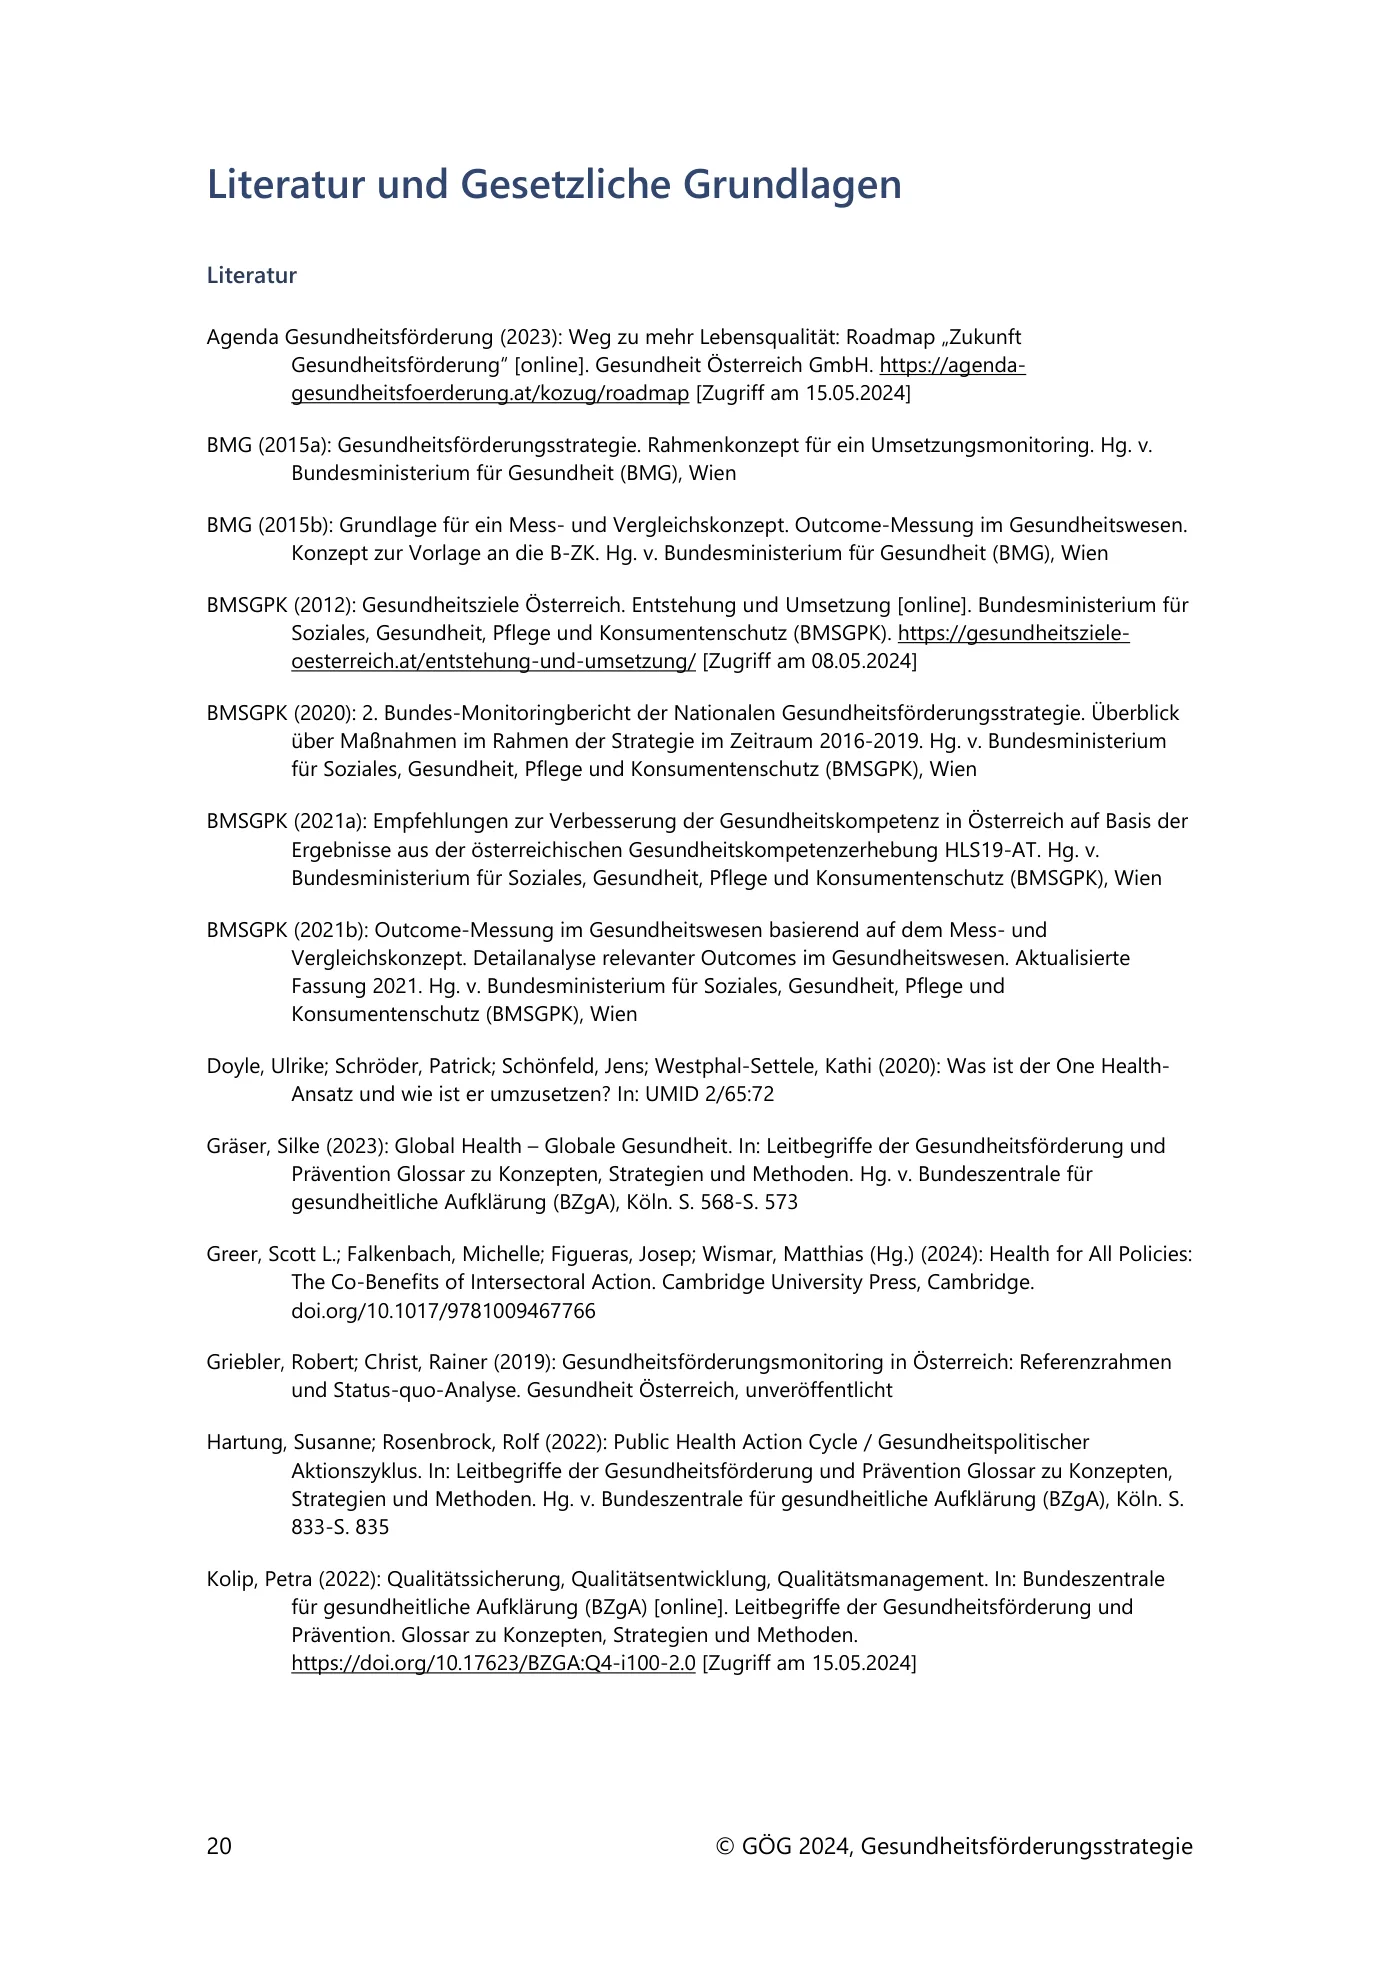 Literatur und Gesetzliche Grundlagen
Literatur
Agenda Gesundheitsförderung (2023): Weg zu mehr Lebensqualität: Roadmap „Zukunft
Gesundheitsförderung“ [online]. Gesundheit Österreich GmbH. https://agenda-
gesundheitsfoerderung.at/kozug/roadmap [Zugriff am 15.05.2024]
BMG (2015a): Gesundheitsförderungsstrategie. Rahmenkonzept für ein Umsetzungsmonitoring. Hg. v.
Bundesministerium für Gesundheit (BMG), Wien
BMG (2015b): Grundlage für ein Mess- und Vergleichskonzept. Outcome-Messung im Gesundheitswesen.
Konzept zur Vorlage an die B-ZK. Hg. v. Bundesministerium für Gesundheit (BMG), Wien
BMSGPK (2012): Gesundheitsziele Österreich. Entstehung und Umsetzung [online]. Bundesministerium für
Soziales, Gesundheit, Pflege und Konsumentenschutz (BMSGPK). https://gesundheitsziele-
oesterreich.at/entstehung-und-umsetzung/ [Zugriff am 08.05.2024]
BMSGPK (2020): 2. Bundes-Monitoringbericht der Nationalen Gesundheitsförderungsstrategie. Überblick
über Maßnahmen im Rahmen der Strategie im Zeitraum 2016-2019. Hg. v. Bundesministerium
für Soziales, Gesundheit, Pflege und Konsumentenschutz (BMSGPK), Wien
BMSGPK (2021a): Empfehlungen zur Verbesserung der Gesundheitskompetenz in Österreich auf Basis der
Ergebnisse aus der österreichischen Gesundheitskompetenzerhebung HLS19-AT. Hg. v.
Bundesministerium für Soziales, Gesundheit, Pflege und Konsumentenschutz (BMSGPK), Wien
BMSGPK (2021b): Outcome-Messung im Gesundheitswesen basierend auf dem Mess- und
Vergleichskonzept. Detailanalyse relevanter Outcomes im Gesundheitswesen. Aktualisierte
Fassung 2021. Hg. v. Bundesministerium für Soziales, Gesundheit, Pflege und
Konsumentenschutz (BMSGPK), Wien
Doyle, Ulrike; Schröder, Patrick; Schönfeld, Jens; Westphal-Settele, Kathi (2020): Was ist der One Health-
Ansatz und wie ist er umzusetzen? In: UMID 2/65:72
Gräser, Silke (2023): Global Health – Globale Gesundheit. In: Leitbegriffe der Gesundheitsförderung und
Prävention Glossar zu Konzepten, Strategien und Methoden. Hg. v. Bundeszentrale für
gesundheitliche Aufklärung (BZgA), Köln. S. 568-S. 573
Greer, Scott L.; Falkenbach, Michelle; Figueras, Josep; Wismar, Matthias (Hg.) (2024): Health for All Policies:
The Co-Benefits of Intersectoral Action. Cambridge University Press, Cambridge.
doi.org/10.1017/9781009467766
Griebler, Robert; Christ, Rainer (2019): Gesundheitsförderungsmonitoring in Österreich: Referenzrahmen
und Status-quo-Analyse. Gesundheit Österreich, unveröffentlicht
Hartung, Susanne; Rosenbrock, Rolf (2022): Public Health Action Cycle / Gesundheitspolitischer
Aktionszyklus. In: Leitbegriffe der Gesundheitsförderung und Prävention Glossar zu Konzepten,
Strategien und Methoden. Hg. v. Bundeszentrale für gesundheitliche Aufklärung (BZgA), Köln. S.
833-S. 835
Kolip, Petra (2022): Qualitätssicherung, Qualitätsentwicklung, Qualitätsmanagement. In: Bundeszentrale
für gesundheitliche Aufklärung (BZgA) [online]. Leitbegriffe der Gesundheitsförderung und
Prävention. Glossar zu Konzepten, Strategien und Methoden.
https://doi.org/10.17623/BZGA:Q4-i100-2.0 [Zugriff am 15.05.2024]
20 © GÖG 2024, Gesundheitsförderungsstrategie